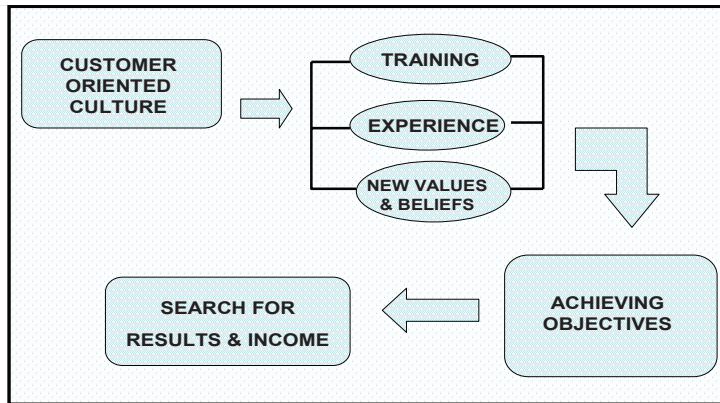 CUSTOMER
ORIENTED
CULTURE
TRAINING
EXPERIENCE
NEW VALUES
& BELIEFS
ACHIEVING
OBJECTIVES
SEARCH FOR
RESULTS & INCOME